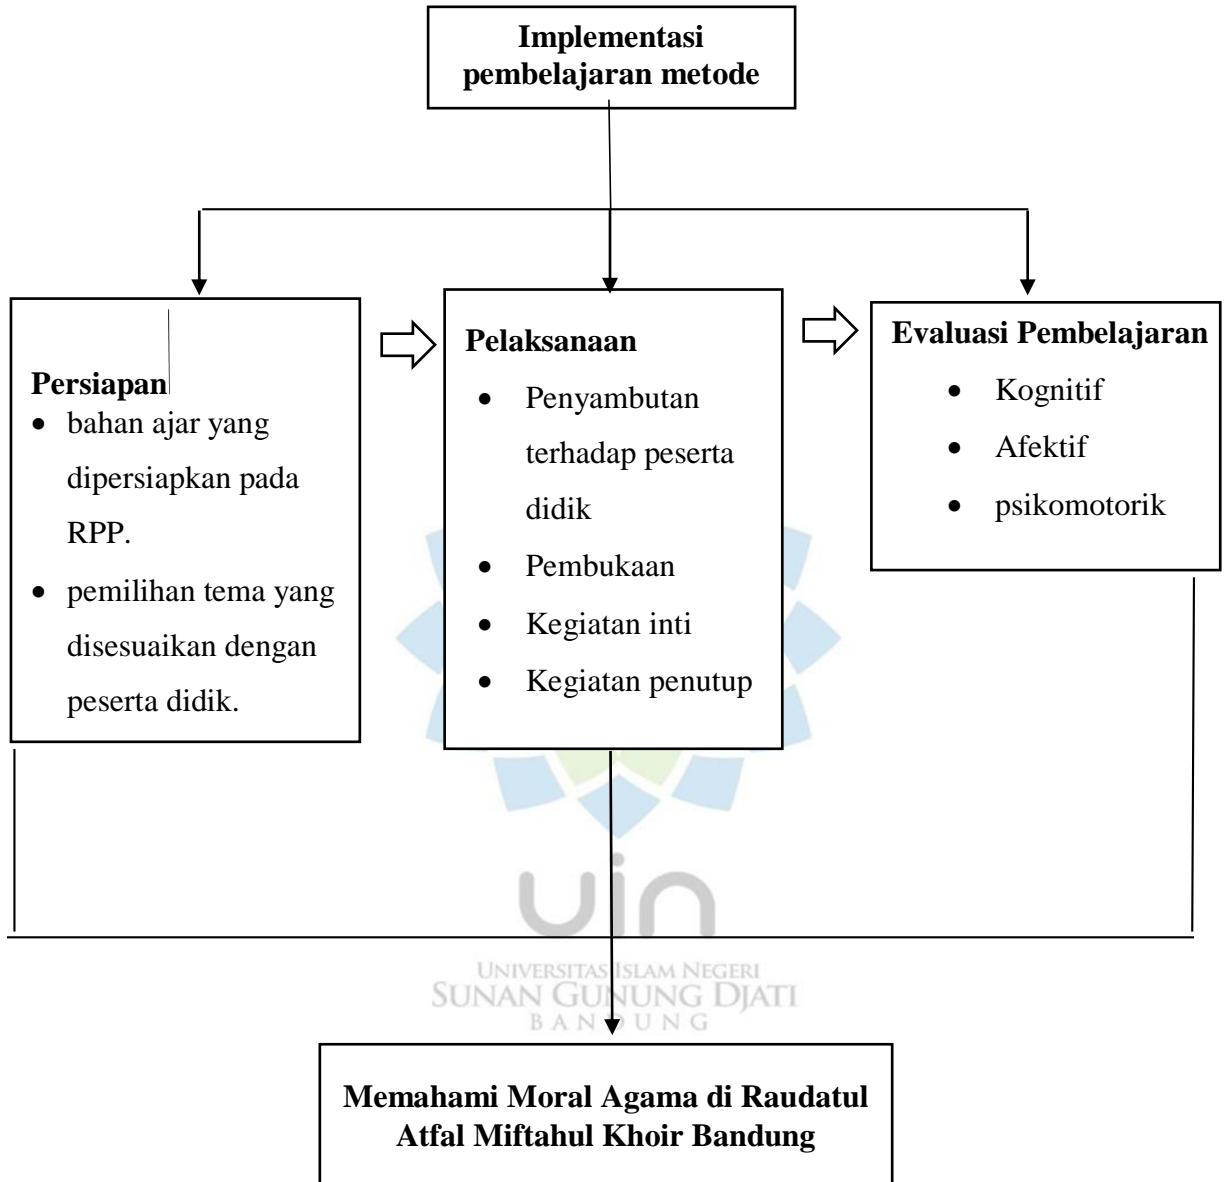 Implementasi
pembelajaran metode
Persiapan
• bahan ajar yang
dipersiapkan pada
RPP.
• pemilihan tema yang
disesuaikan dengan
peserta didik.
Pelaksanaan
• Penyambutan
terhadap peserta
didik
• Pembukaan
• Kegiatan inti
• Kegiatan penutup
Evaluasi Pembelajaran
• Kognitif
• Afektif
• psikomotorik
uin
UNIVERSITAS ISLAM NEGERI
SUNAN GUNUNG DJATI
BANDUNG
Memahami Moral Agama di Raudatul
Atfal Miftahul Khoir Bandung